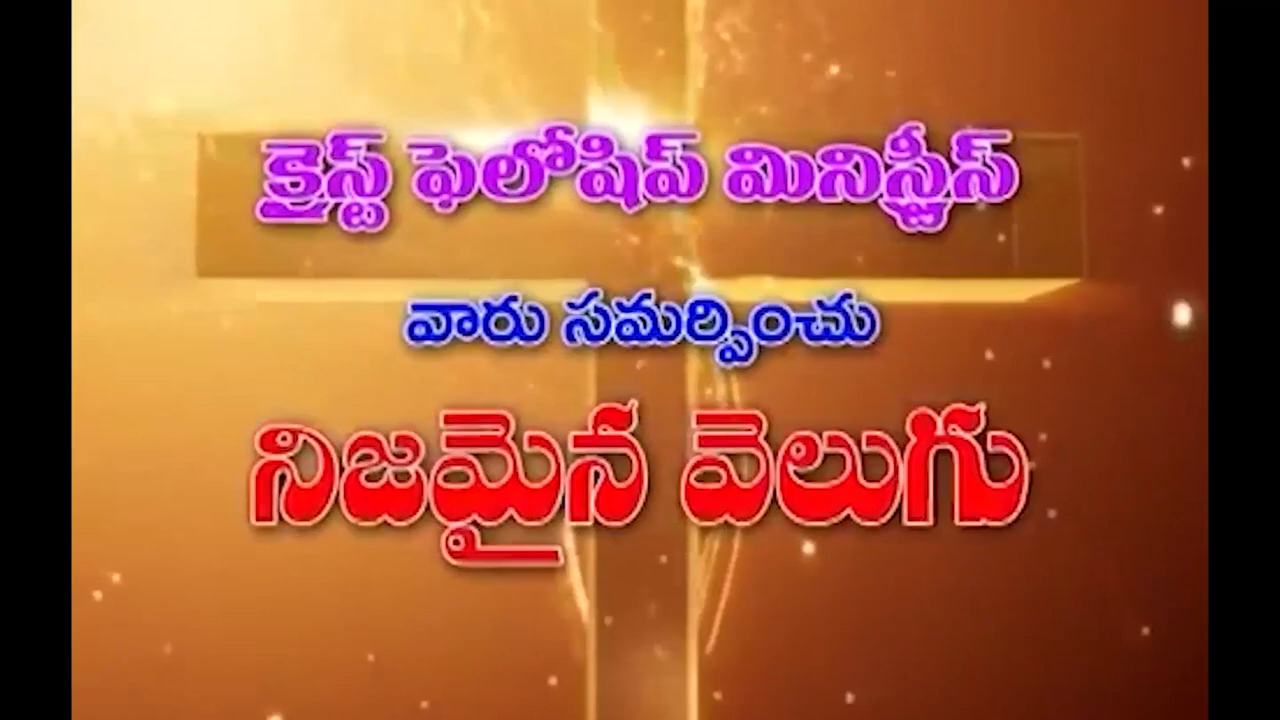 క్రైస్ట్ ఫెలోషిప్ మినిస్ట్రీస్
వారు సమర్పించు
నిజమైన వెలుగు